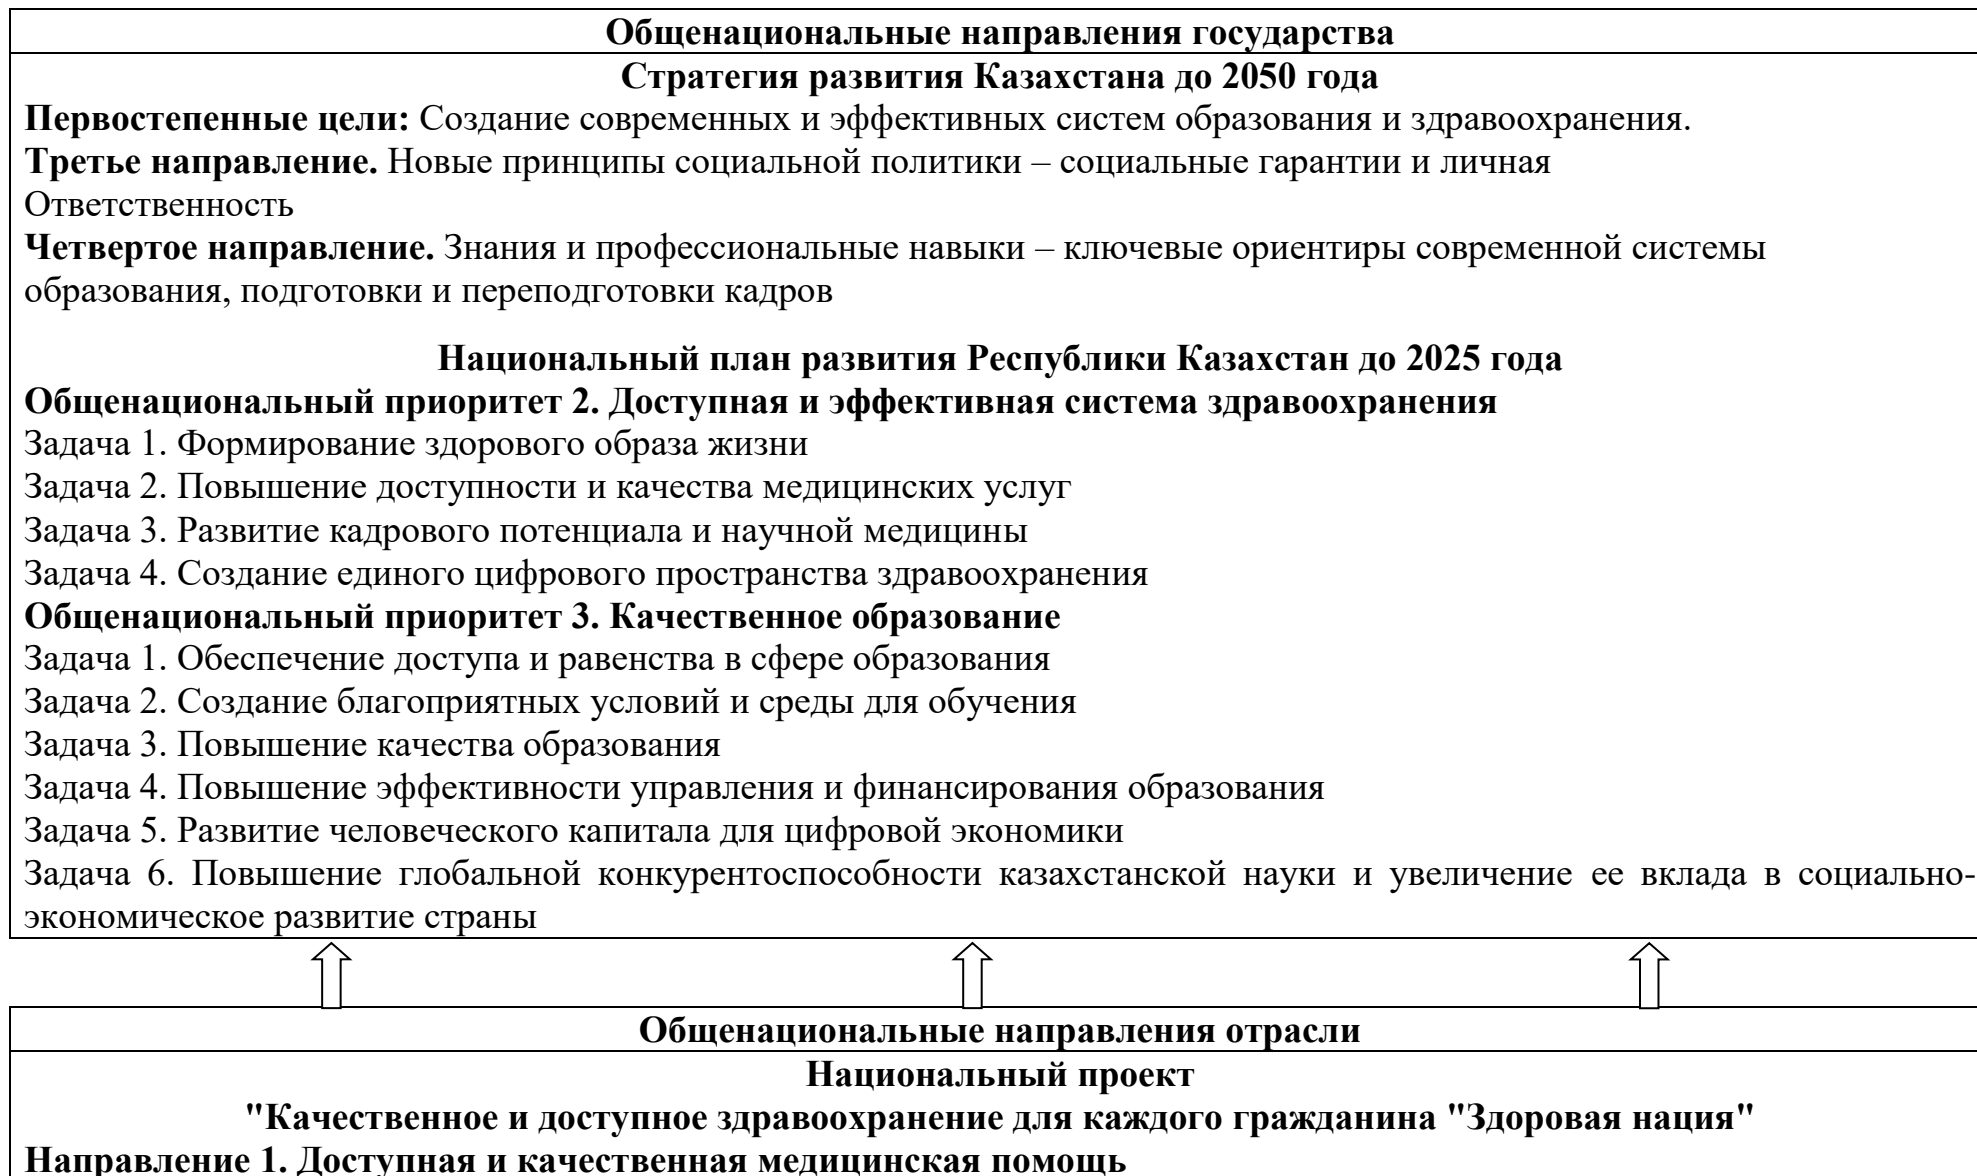 Общенациональные направления государства
Стратегия развития Казахстана до 2050 года
Первостепенные цели: Создание современных и эффективных систем образования и здравоохранения.
Третье направление. Новые принципы социальной политики – социальные гарантии и личная
Ответственность
Четвертое направление. Знания и профессиональные навыки – ключевые ориентиры современной системы
образования, подготовки и переподготовки кадров
Национальный план развития Республики Казахстан до 2025 года
Общенациональный приоритет 2. Доступная и эффективная система здравоохранения
Задача 1. Формирование здорового образа жизни
Задача 2. Повышение доступности и качества медицинских услуг
Задача 3. Развитие кадрового потенциала и научной медицины
Задача 4. Создание единого цифрового пространства здравоохранения
Общенациональный приоритет 3. Качественное образование
Задача 1. Обеспечение доступа и равенства в сфере образования
Задача 2. Создание благоприятных условий и среды для обучения
Задача 3. Повышение качества образования
Задача 4. Повышение эффективности управления и финансирования образования
Задача 5. Развитие человеческого капитала для цифровой экономики
Задача 6. Повышение глобальной конкурентоспособности казахстанской науки и увеличение ее вклада в социально-
экономическое развитие страны
Общенациональные направления отрасли
Национальный проект
"Качественное и доступное здравоохранение для каждого гражданина "Здоровая нация"
Направление 1. Доступная и качественная медицинская помощь